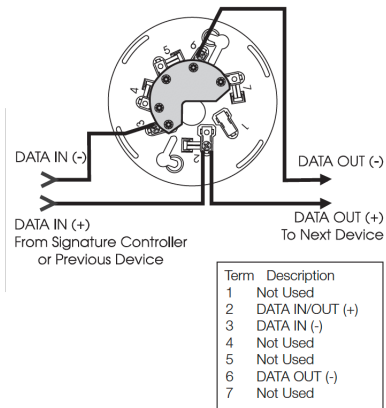 5
6
4
7
3
1
2
DATA IN (-)
DATA OUT (-)
DATA IN (+)
From Signature Controller
or Previous Device
DATA OUT (+)
To Next Device
Term Description
1 Not Used
2 DATA IN/OUT (+)
3 DATA IN (-)
4 Not Used
5 Not Used
6 DATA OUT (-)
7 Not Used